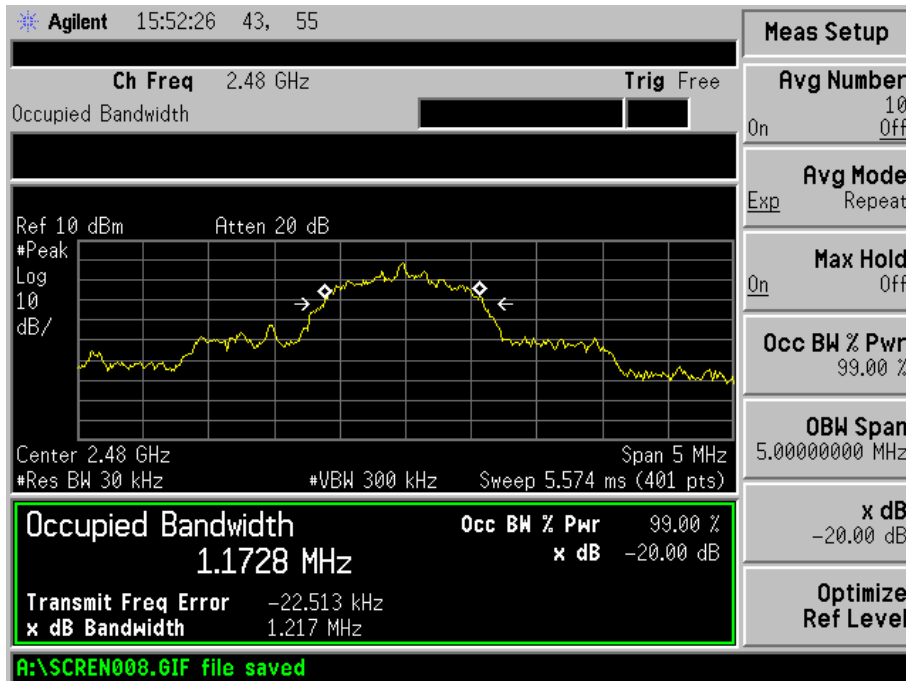 Agilent 15:52:26 43, 55
Meas Setup
Ch Freq 2.48 GHz Trig Free
Occupied Bandwidth
Avg Number
10
On Off
Avg Mode
Exp Repeat
Max Hold
On Off
Occ BW % Pwr
99.00 %
OBW Span
5.00000000 MHz
x dB
-20.00 dB
Optimize
Ref Level
Ref 10 dBm Atten 20 dB
#Peak
Log
10
dB/
Center 2.48 GHz Span 5 MHz
#Res BW 30 kHz #VBW 300 kHz Sweep 5.574 ms (401 pts)
Occupied Bandwidth Occ BW % Pwr 99.00 %
1.1728 MHz x dB -20.00 dB
Transmit Freq Error -22.513 kHz
x dB Bandwidth 1.217 MHz
A:\SCREN008.GIF file saved